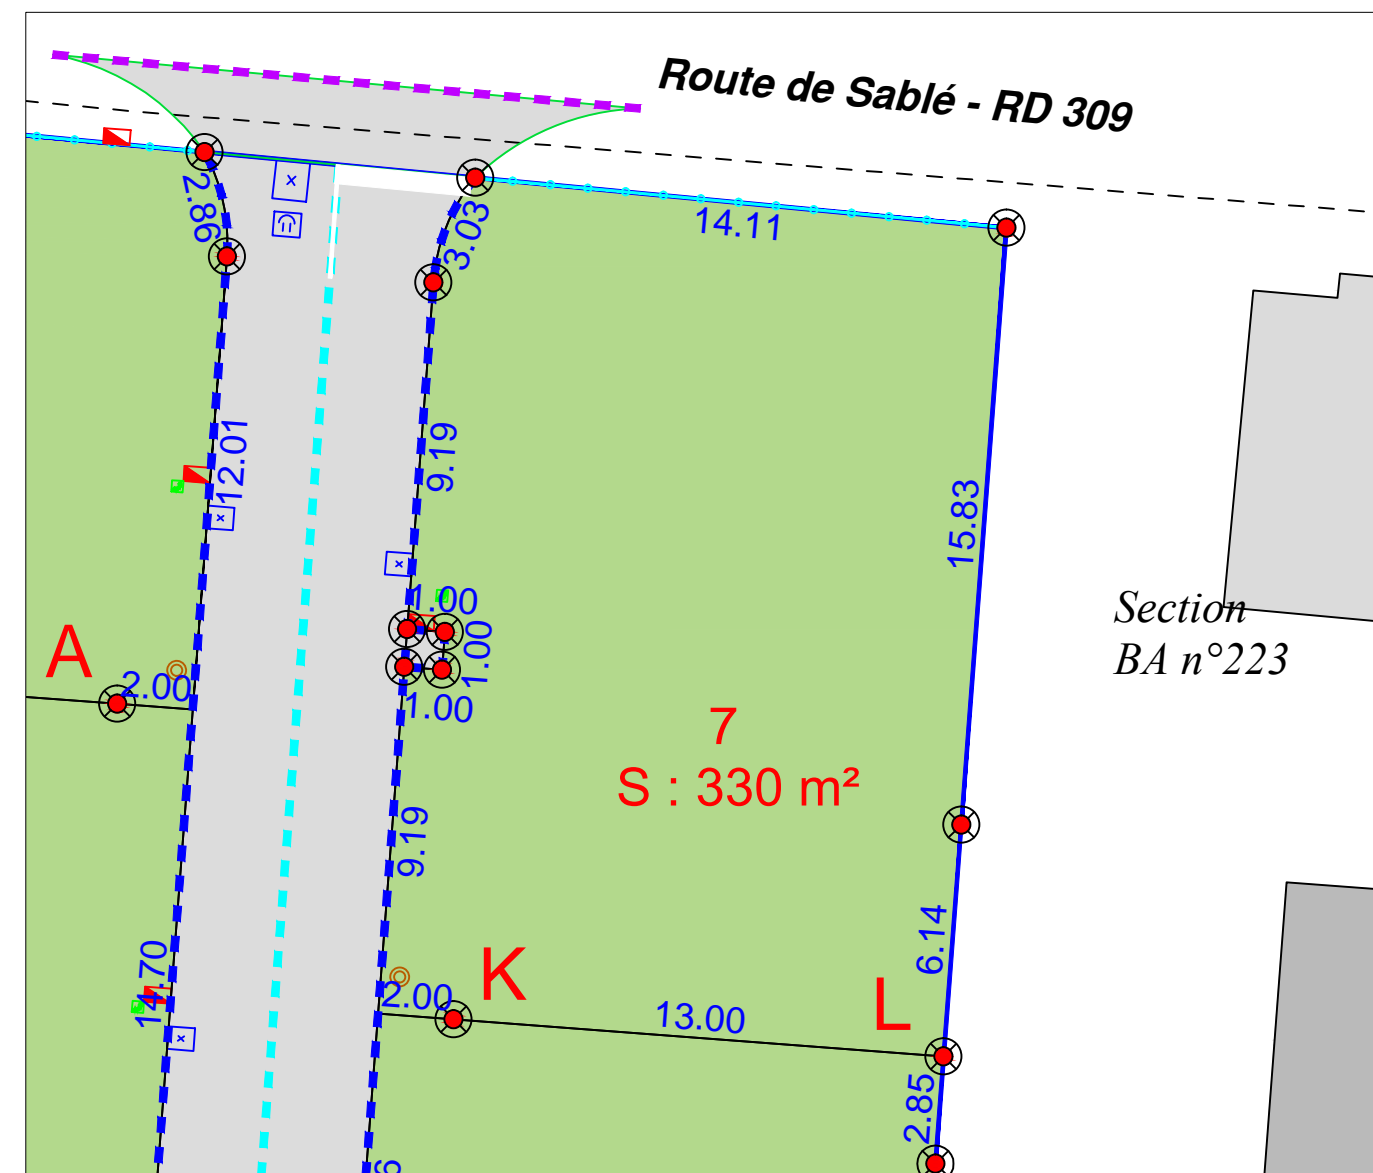 Route de Sablé - RD 309
2.86
3.03
14.11
12.01
9.19
15.83
1.00
1.00
1.00
Section
BA n°223
A
2.00
7
S : 330 m²
9.19
6.14
14.70
2.00
K
13.00
L
2.85